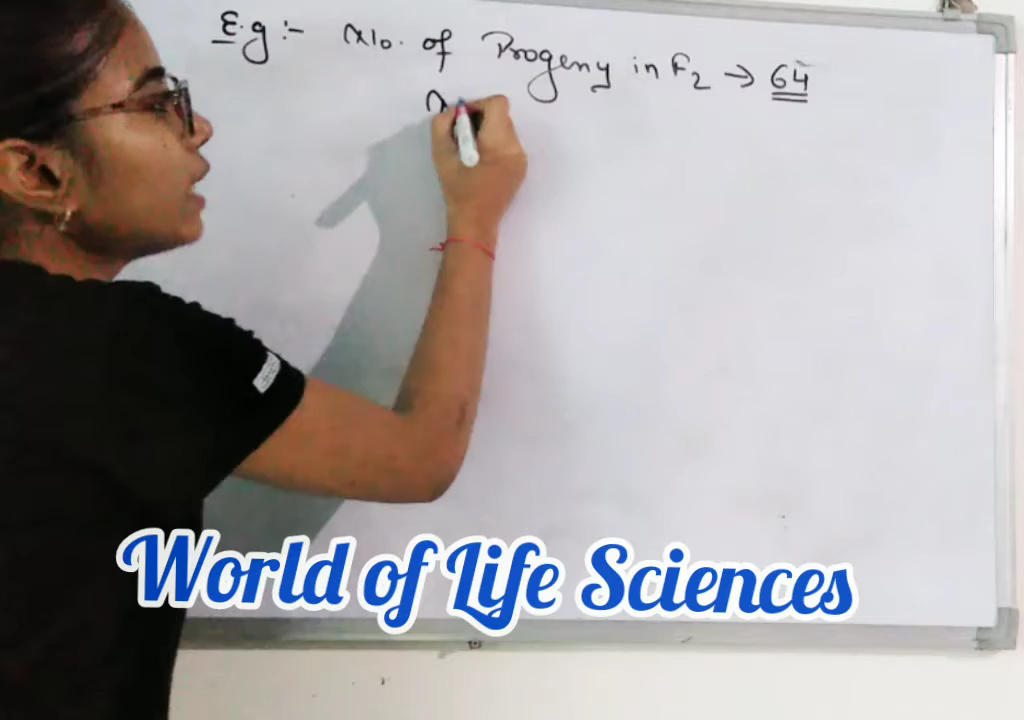 E.g :- No. of Progeny in F2 → 64
World of Life Sciences